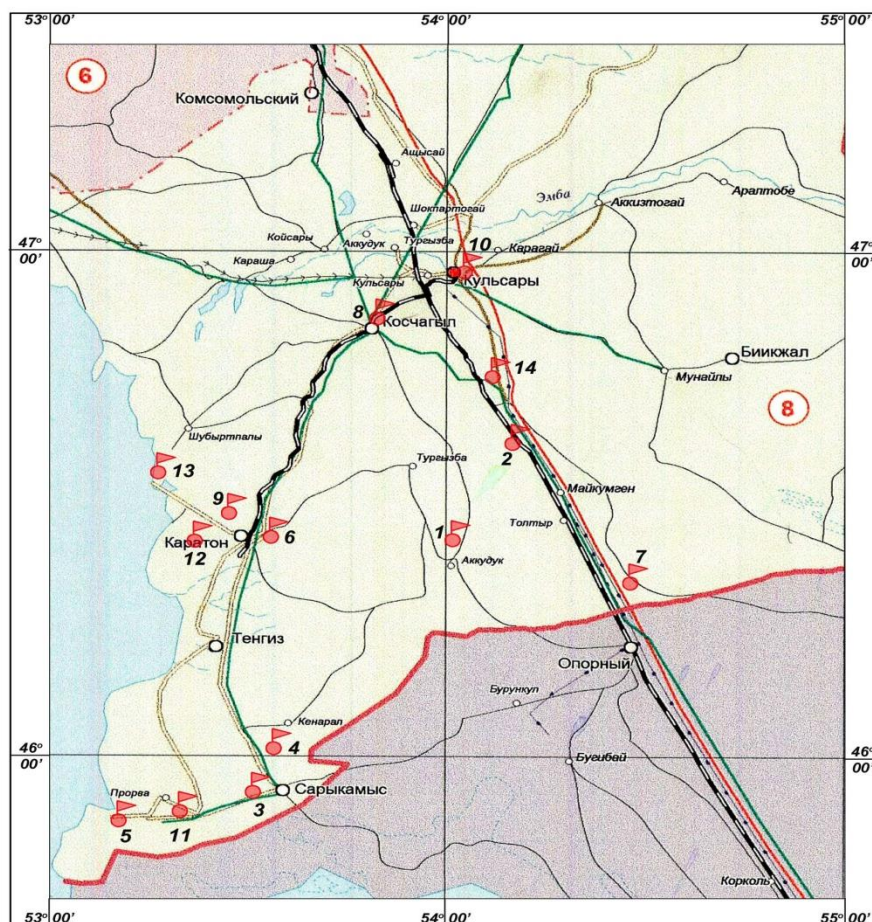 53° 00'
54° 00'
55° 00'
6
Комсомольский
Ащысай
Эмба
Аралтобе
Аккизтогай
Шокпартогай
Койсары
Аккудук
Тургызба
10
Карагай
47°
00'
47°
00'
Караша
Кульсары
Кульсары
8
Косчагыл
Биикжал
14
Мунайлы
8
Шубыртпалы
2
Тургызба
13
Майкумген
9
Толтыр
1
Каратон
12
6
Аккудук
7
Тенгиз
Опорный
Бурункул
Кенарал
4
46°
00'
46°
00'
Бугибай
Прорва
3
Сарыкамыс
5
11
Корколь
53° 00'
54° 00'
55° 00'